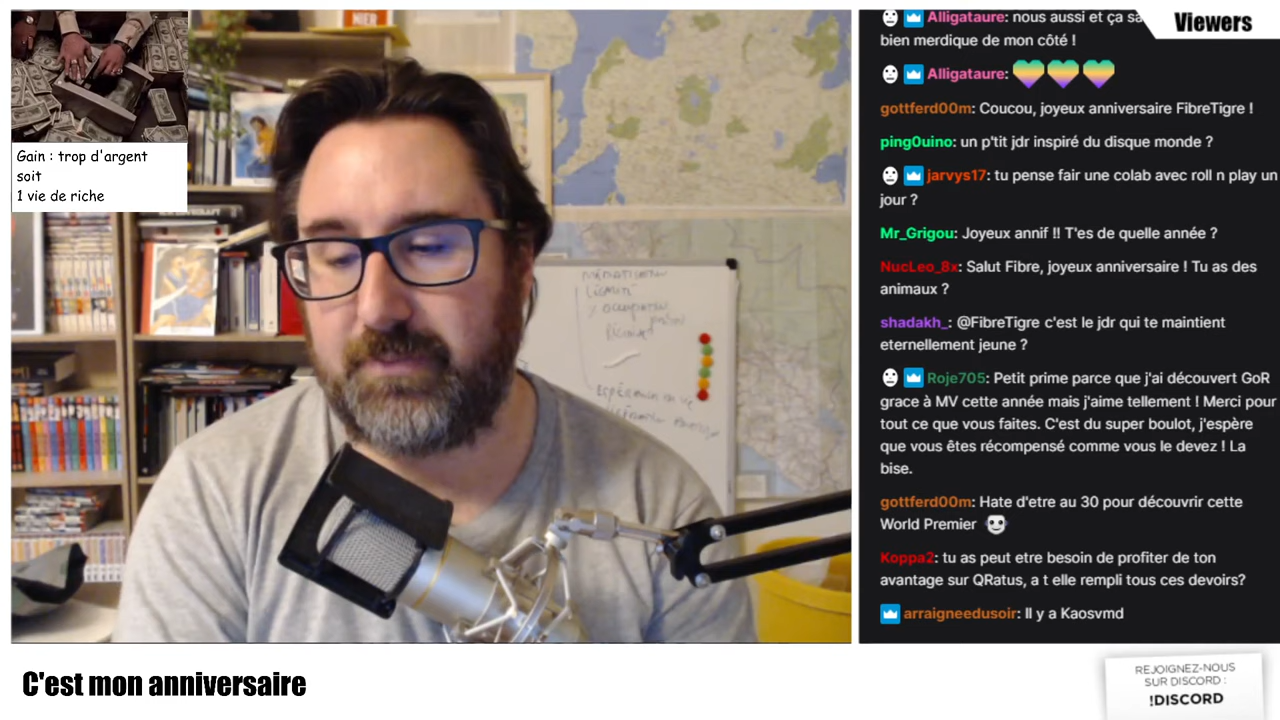 Gain : trop d'argent
soit
1 vie de riche
Alligataure: nous aussi et ça sa
bien merdique de mon côté !
Alligataure:
gottferd00m: Coucou, joyeux anniversaire FibreTigre !
ping0uino: un p'tit jdr inspiré du disque monde ?
jarvys17: tu pense fair une colab avec roll n play un
jour ?
Mr_Grigou: Joyeux annif !! T'es de quelle année ?
NucLeo_8x: Salut Fibre, joyeux anniversaire ! Tu as des
animaux ?
shadakh_: @FibreTigre c'est le jdr qui te maintient
eternellement jeune ?
Roje705: Petit prime parce que j'ai découvert GoR
grace à MV cette année mais j'aime tellement ! Merci pour
tout ce que vous faites. C'est du super boulot, j'espère
que vous êtes récompensé comme vous le devez ! La
bise.
gottferd00m: Hate d'etre au 30 pour découvrir cette
World Premier
Koppa2: tu as peut etre besoin de profiter de ton
avantage sur QRatus, a t elle rempli tous ces devoirs?
arraigneedusoir: Il y a Kaosvmd
Viewers
C'est mon anniversaire
REJOIGNEZ-NOUS
SUR DISCORD :
!DISCORD